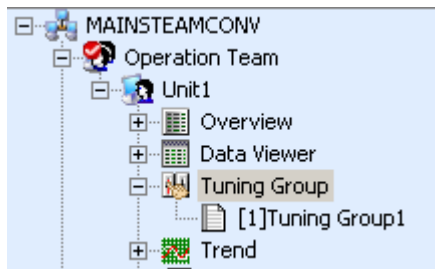 MAINSTEAMCONV
Operation Team
Unit1
Overview
Data Viewer
Tuning Group
[1]Tuning Group1
Trend